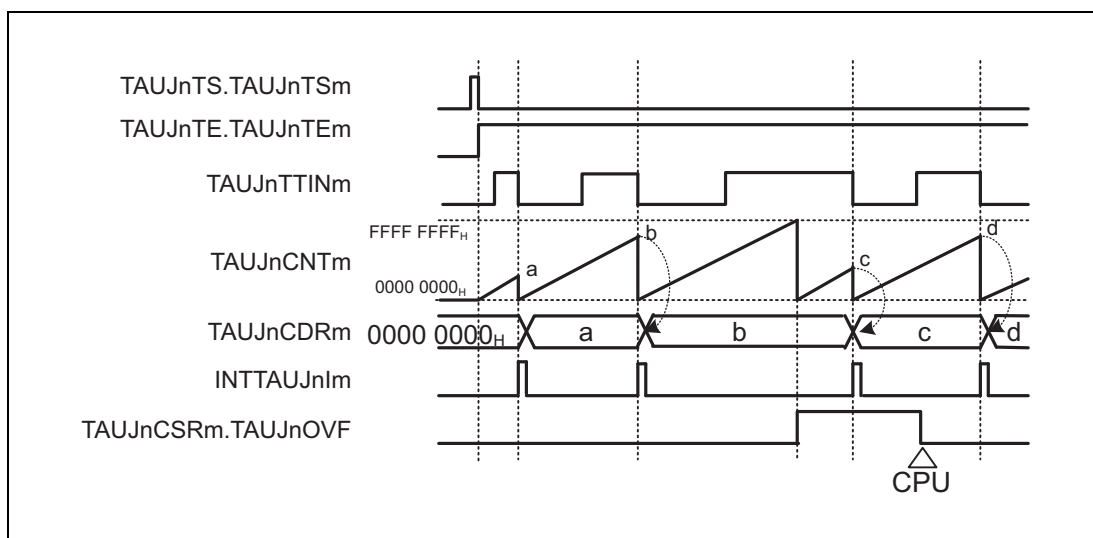 TAUJnTS.TAUJnTSm
TAUJnTE.TAUJnTEm
TAUJnTTINm
FFFF FFFFH
TAUJnCNTm
0000 0000H
a
b
c
d
TAUJnCDRm
0000 0000H
a
b
c
d
INTTAUJnIm
TAUJnCSRm.TAUJnOVF
CPU